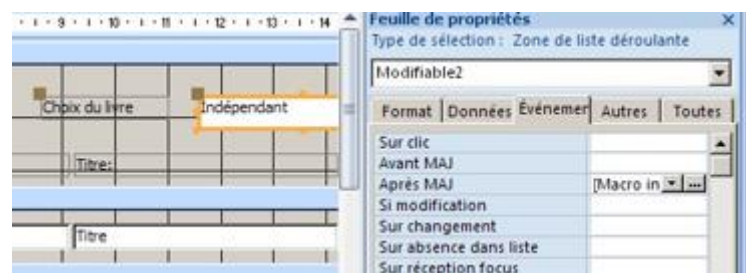 · ı · 9 · ı · 10 · ı · 11 · ı · 12 · ı · 13 · ı · 14
Choix du livre
Indépendant
Titre:
Titre
Feuille de propriétés
Type de sélection : Zone de liste déroulante
Modifiable2
Format Données Événemer Autres Toutes
Sur clic
Avant MAJ
Après MAJ [Macro in
Si modification
Sur changement
Sur absence dans liste
Sur réception focus